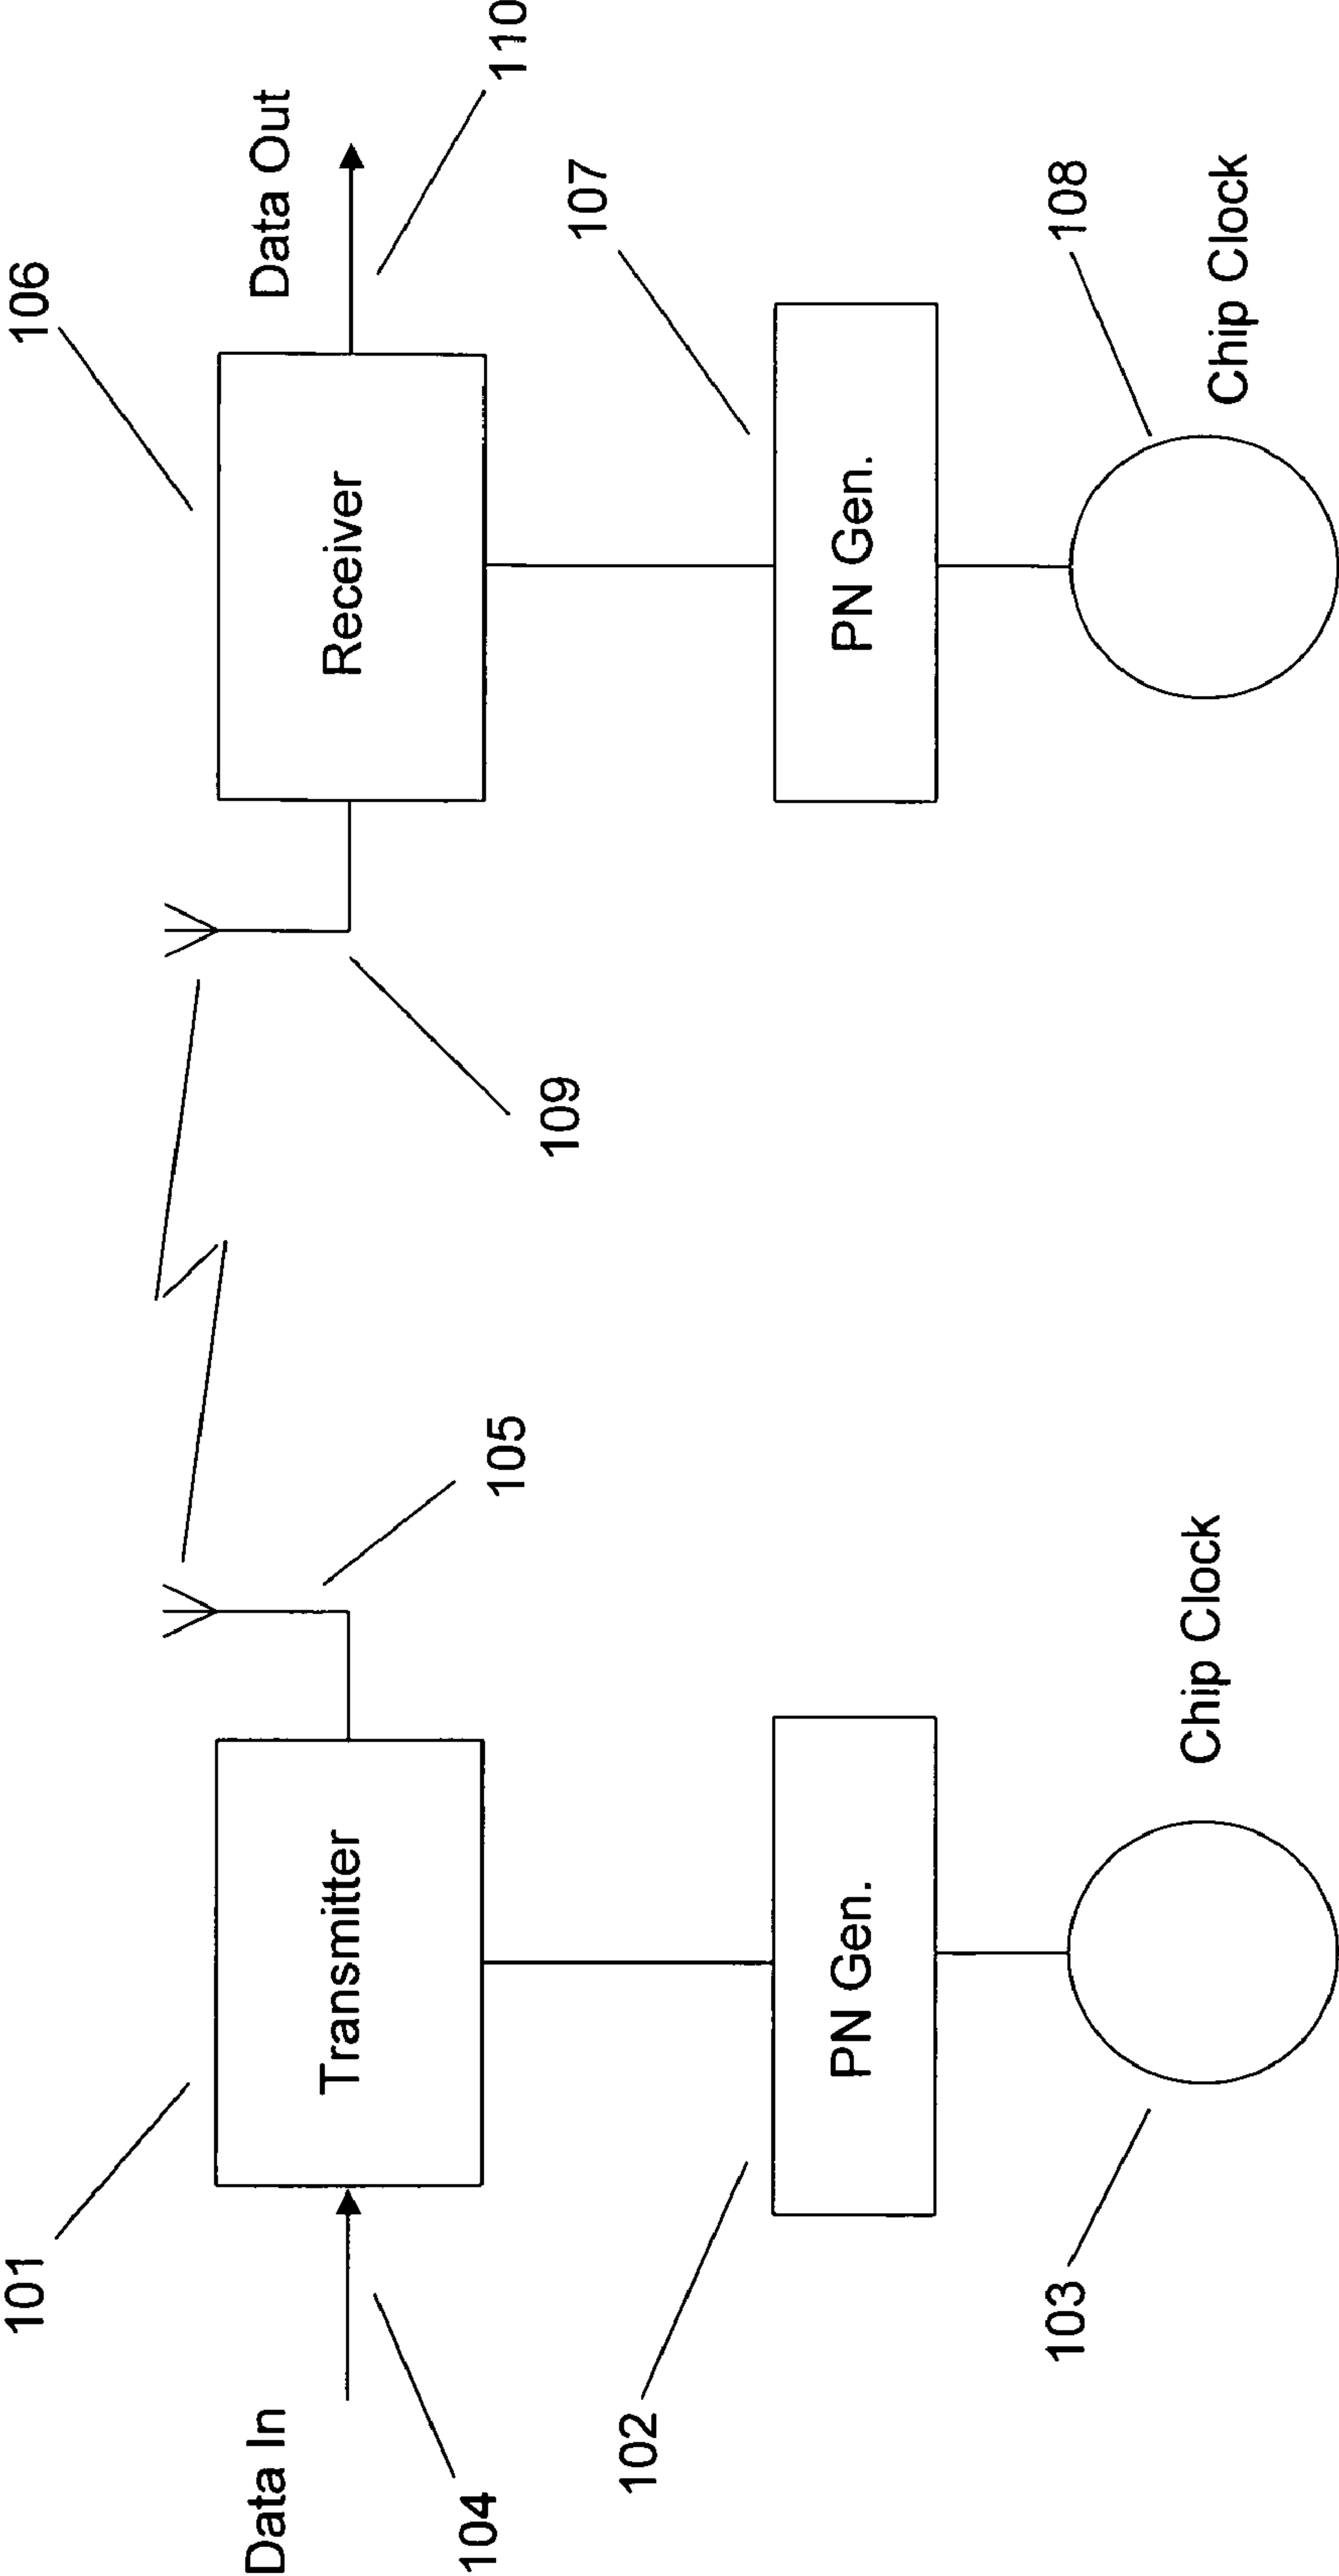 101
106
Data In
Data Out
104
Transmitter
105
109
Receiver
110
102
PN Gen.
107
PN Gen.
103
Chip Clock
108
Chip Clock